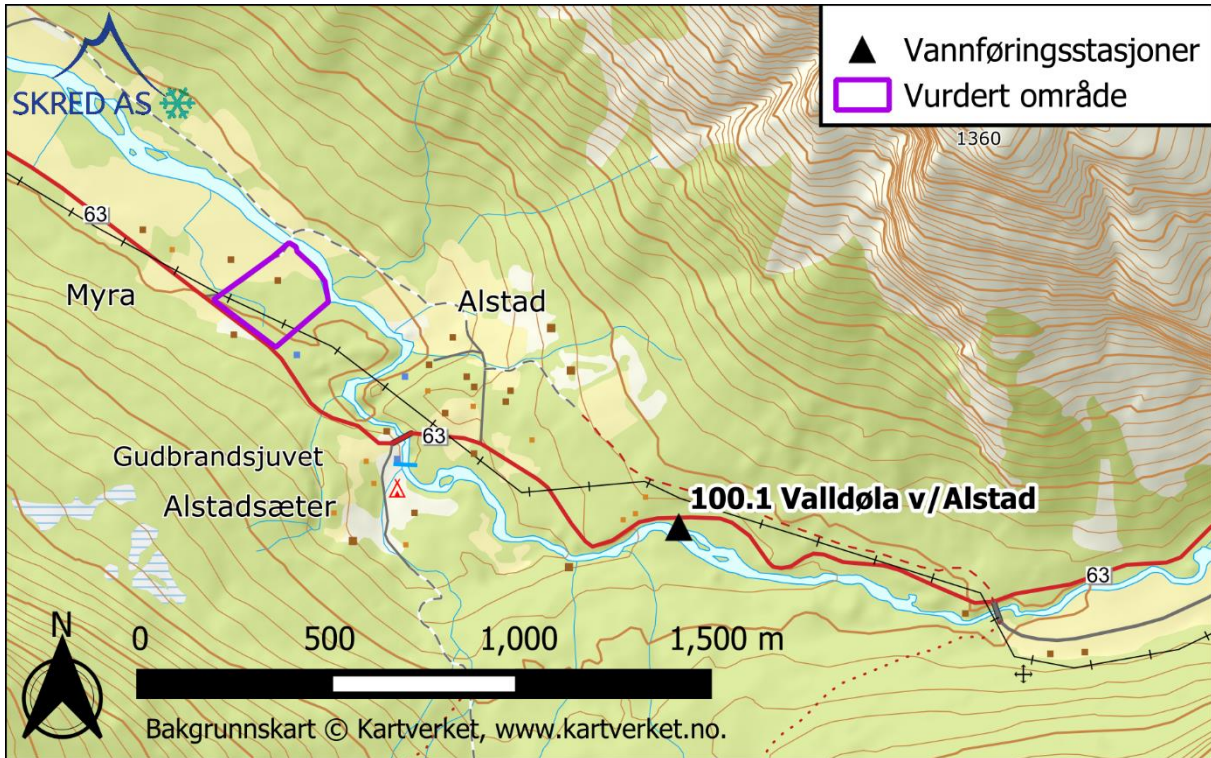 SKRED AS
Vannføringsstasjoner
Vurdert område
1360
63
Myra
Alstad
63
Gudbrandsjuvet
Alstadsæter
100.1 Valldøla v/Alstad
63
N
0 500 1,000 1,500 m
Bakgrunnskart © Kartverket, www.kartverket.no.